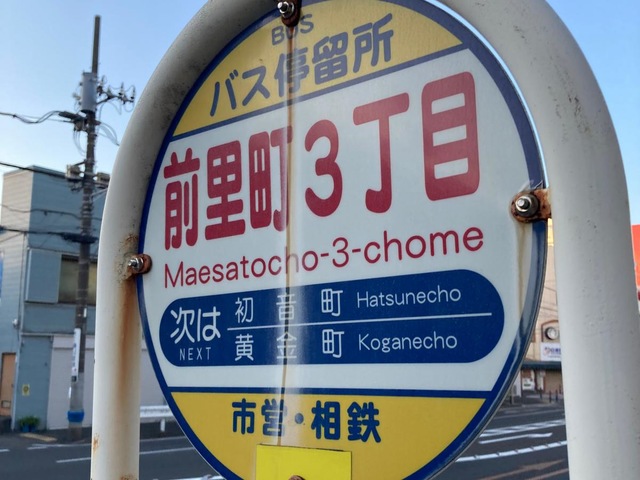 BUS
バス停留所
前里町3丁目
Maesatocho-3-chome
次は
NEXT
初音町 Hatsunecho
黄金町 Koganecho
市営・相鉄